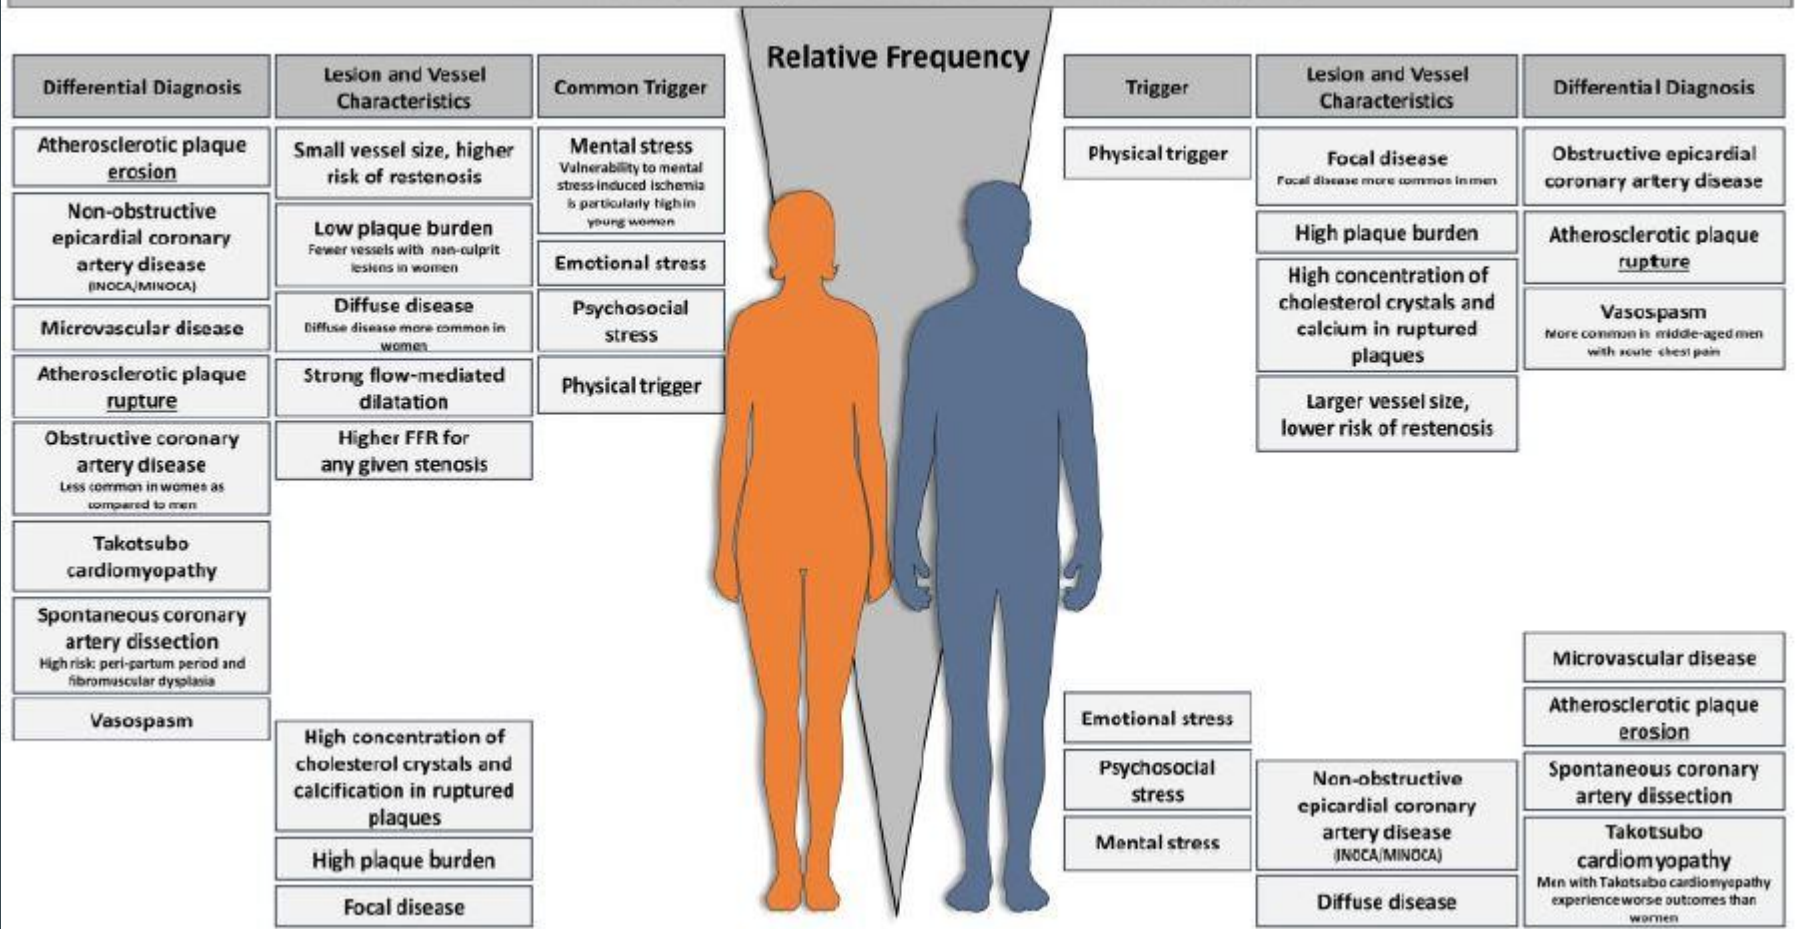 Relative Frequency
Differential Diagnosis
Atherosclerotic plaque
erosion
Non-obstructive
epicardial coronary
artery disease
(INOCA/MINOCA)
Microvascular disease
Atherosclerotic plaque
rupture
Obstructive coronary
artery disease
Less common in women as
compared to men
Takotsubo
cardiomyopathy
Spontaneous coronary
artery dissection
High risk: peri-partum period and
fibromuscular dysplasia
Vasospasm
Lesion and Vessel
Characteristics
Small vessel size, higher
risk of restenosis
Low plaque burden
Fewer vessels with non-culprit
lesions in women
Diffuse disease
Diffuse disease more common in
women
Strong flow-mediated
dilatation
Higher FFR for
any given stenosis
High concentration of
cholesterol crystals and
calcification in ruptured
plaques
High plaque burden
Focal disease
Common Trigger
Mental stress
Vulnerability to mental
stress-induced ischemia
is particularly high in
young women
Emotional stress
Psychosocial
stress
Physical trigger
Trigger
Physical trigger
Emotional stress
Psychosocial
stress
Mental stress
Lesion and Vessel
Characteristics
Focal disease
Focal disease more common in men
High plaque burden
High concentration of
cholesterol crystals and
calcium in ruptured
plaques
Larger vessel size,
lower risk of restenosis
Non-obstructive
epicardial coronary
artery disease
(INOCA/MINOCA)
Diffuse disease
Differential Diagnosis
Obstructive epicardial
coronary artery disease
Atherosclerotic plaque
rupture
Vasospasm
More common in middle-aged men
with acute chest pain
Microvascular disease
Atherosclerotic plaque
erosion
Spontaneous coronary
artery dissection
Takotsubo
cardiomyopathy
Men with Takotsubo cardiomyopathy
experience worse outcomes than
women